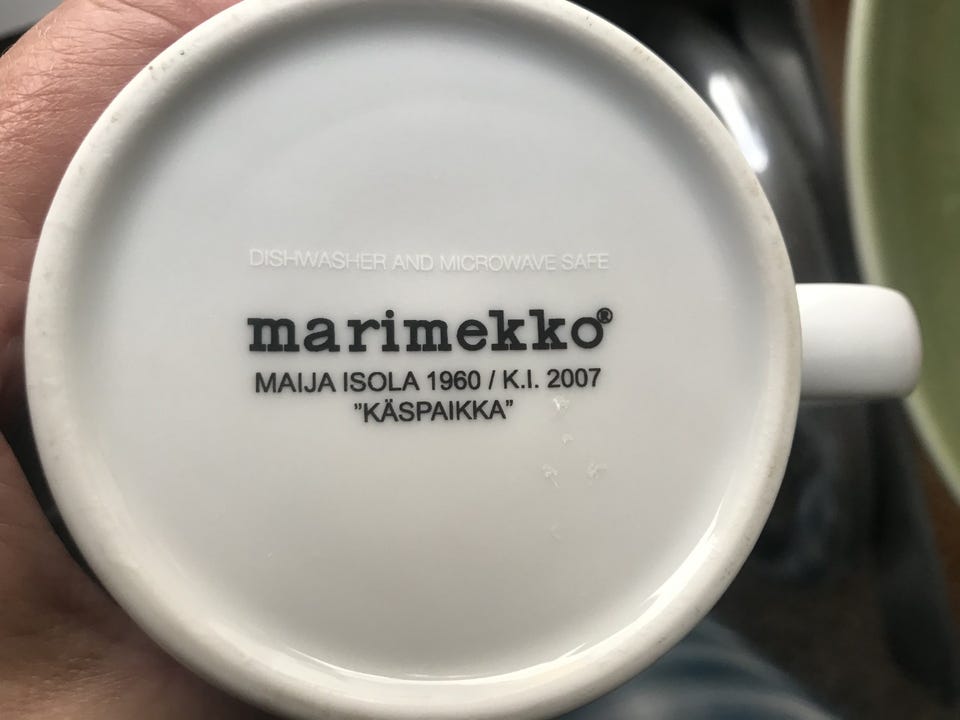 DISHWASHER AND MICROWAVE SAFE
marimekko®
MAIJA ISOLA 1960 / K.I. 2007
”KÄSPAIKKA”